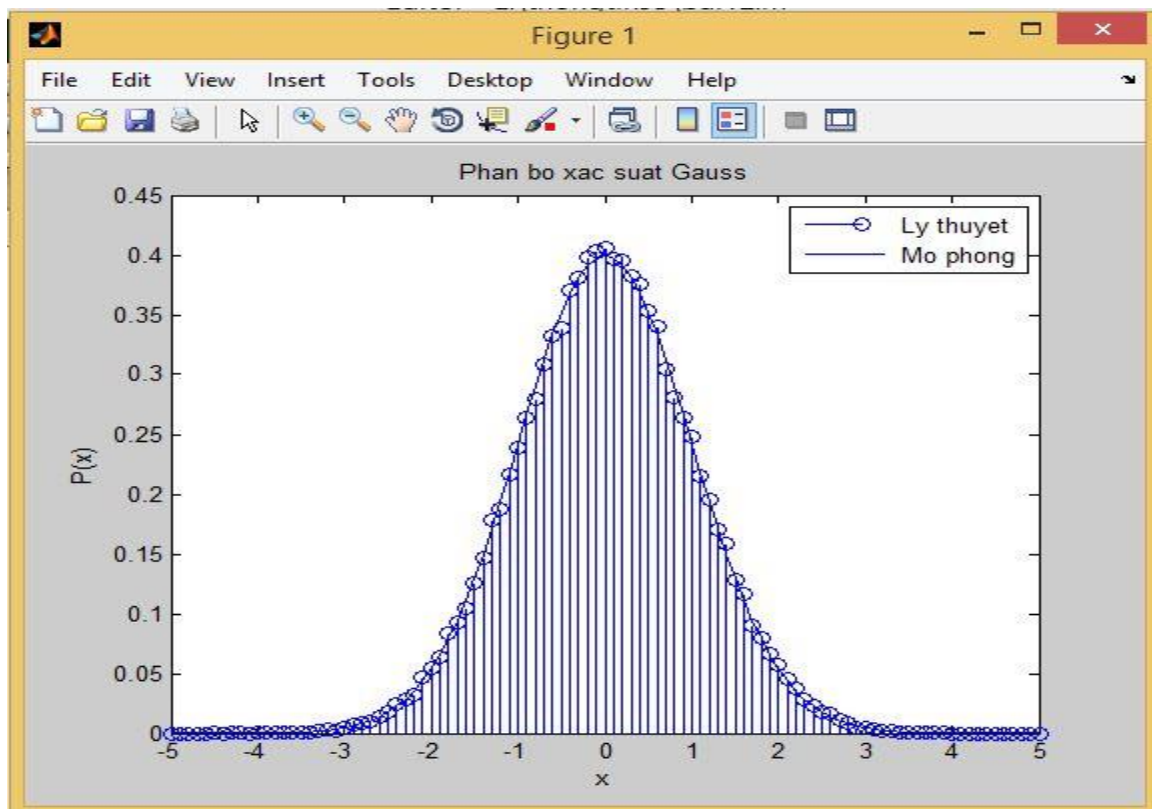 Figure 1
File Edit View Insert Tools Desktop Window Help
Phan bo xac suat Gauss
0.45
0.4
0.35
0.3
0.25
0.2
0.15
0.1
0.05
0
P(x)
Ly thuyet
Mo phong
-5 -4 -3 -2 -1 0 1 2 3 4 5
x